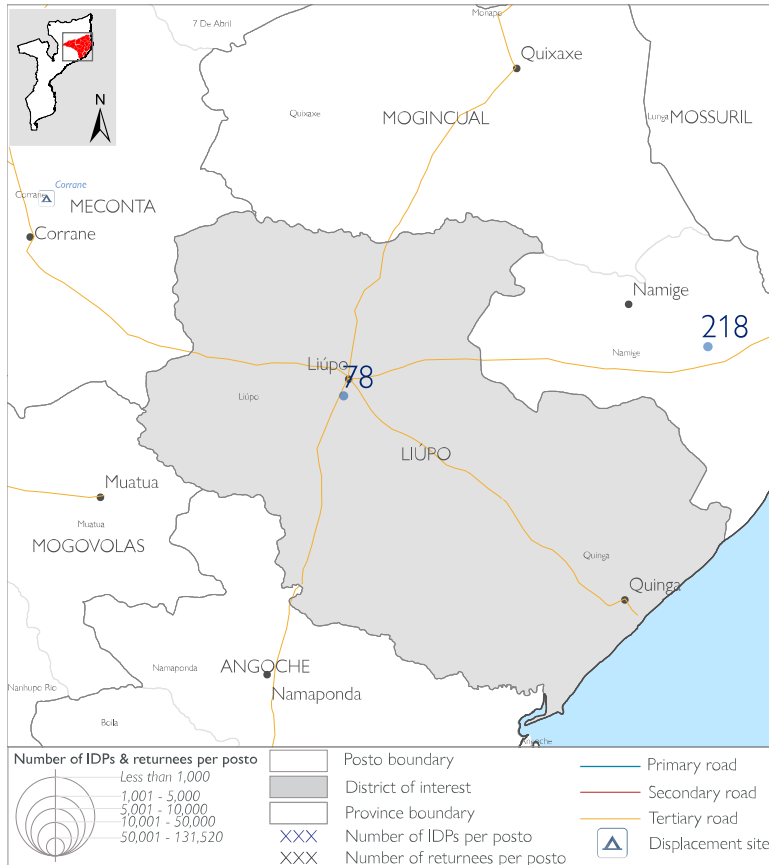 Monapo
7 De Abril
Quixaxe
Quixaxe
MOGINCUAL
Lunga
MOSSURIL
N
Corrane
Corrane
MECONTA
Corrane
Namige
218
Namige
Liúpo
78
Liúpo
LIÚPO
Muatua
Muatua
MOGOVOLAS
Quinga
Quinga
Namaponda
ANGOCHE
Namaponda
Nanhupo Rio
Boila
Angoche
Number of IDPs & returnees per posto
Less than 1,000
1,001 - 5,000
5,001 - 10,000
10,001 - 50,000
50,001 - 131,520
Posto boundary
District of interest
Province boundary
XXX Number of IDPs per posto
XXX Number of returnees per posto
Primary road
Secondary road
Tertiary road
Displacement site